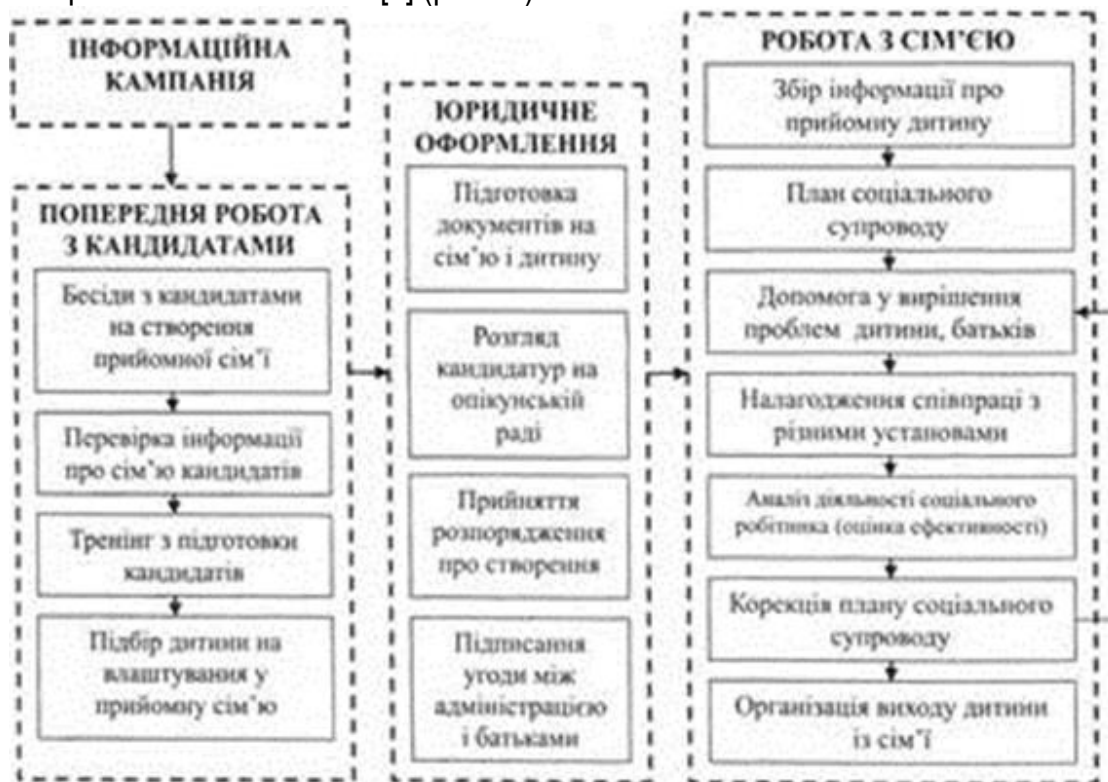 ІНФОРМАЦІЙНА
КАМПАНІЯ
ПОПЕРЕДНЯ РОБОТА
З КАНДИДАТАМИ
Бесіди з кандидатами
на створення
прийомної сім’ї
Перевірка інформації
про сім’ю кандидатів
Тренінг з підготовки
кандидатів
Підбір дитини на
влаштування у
прийомну сім’ю
ЮРИДИЧНЕ
ОФОРМЛЕННЯ
Підготовка
документів на
сім’ю і дитину
Розгляд
кандидатур на
опікунській
раді
Прийняття
розпорядження
про створення
Підписання
угоди між
адміністрацією
і батьками
РОБОТА З СІМ’ЄЮ
Збір інформації про
прийомну дитину
План соціального
супроводу
Допомога у вирішення
проблем дитини, батьків
Налагодження співпраці з
різними установами
Аналіз діяльності соціального
робітника (оцінка ефективності)
Корекція плану соціального
супроводу
Організація виходу дитини
із сім’ї